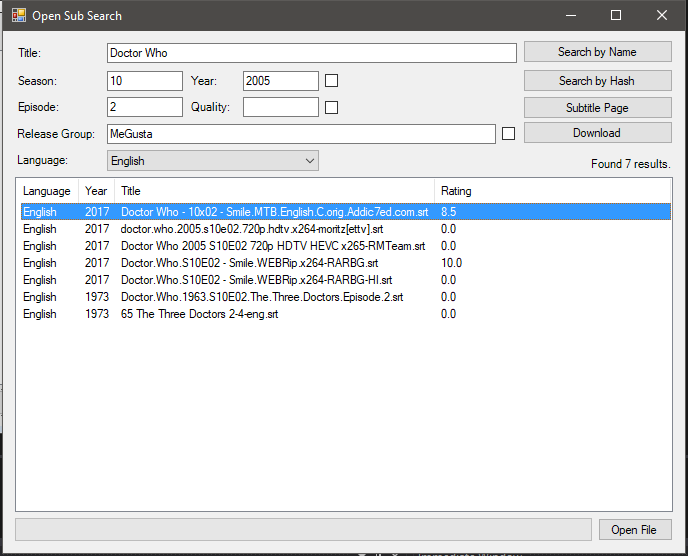 Open Sub Search
Title: Doctor Who Search by Name
Season: 10 Year: 2005 Search by Hash
Episode: 2 Quality: Subtitle Page
Release Group: MeGusta Download
Language: English Found 7 results.
Language Year Title Rating
English 2017 Doctor Who - 10x02 - Smile.MTB.English.C.orig.Addic7ed.com.srt 8.5
English 2017 doctor.who.2005.s10e02.720p.hdtv.x264-moritz[ettv].srt 0.0
English 2017 Doctor Who 2005 S10E02 720p HDTV HEVC x265-RMTeam.srt 0.0
English 2017 Doctor.Who.S10E02 - Smile.WEBRip.x264-RARBG.srt 10.0
English 2017 Doctor.Who.S10E02 - Smile.WEBRip.x264-RARBG-HI.srt 0.0
English 1973 Doctor.Who.1963.S10E02.The.Three.Doctors.Episode.2.srt 0.0
English 1973 65 The Three Doctors 2-4-eng.srt 0.0
Open File